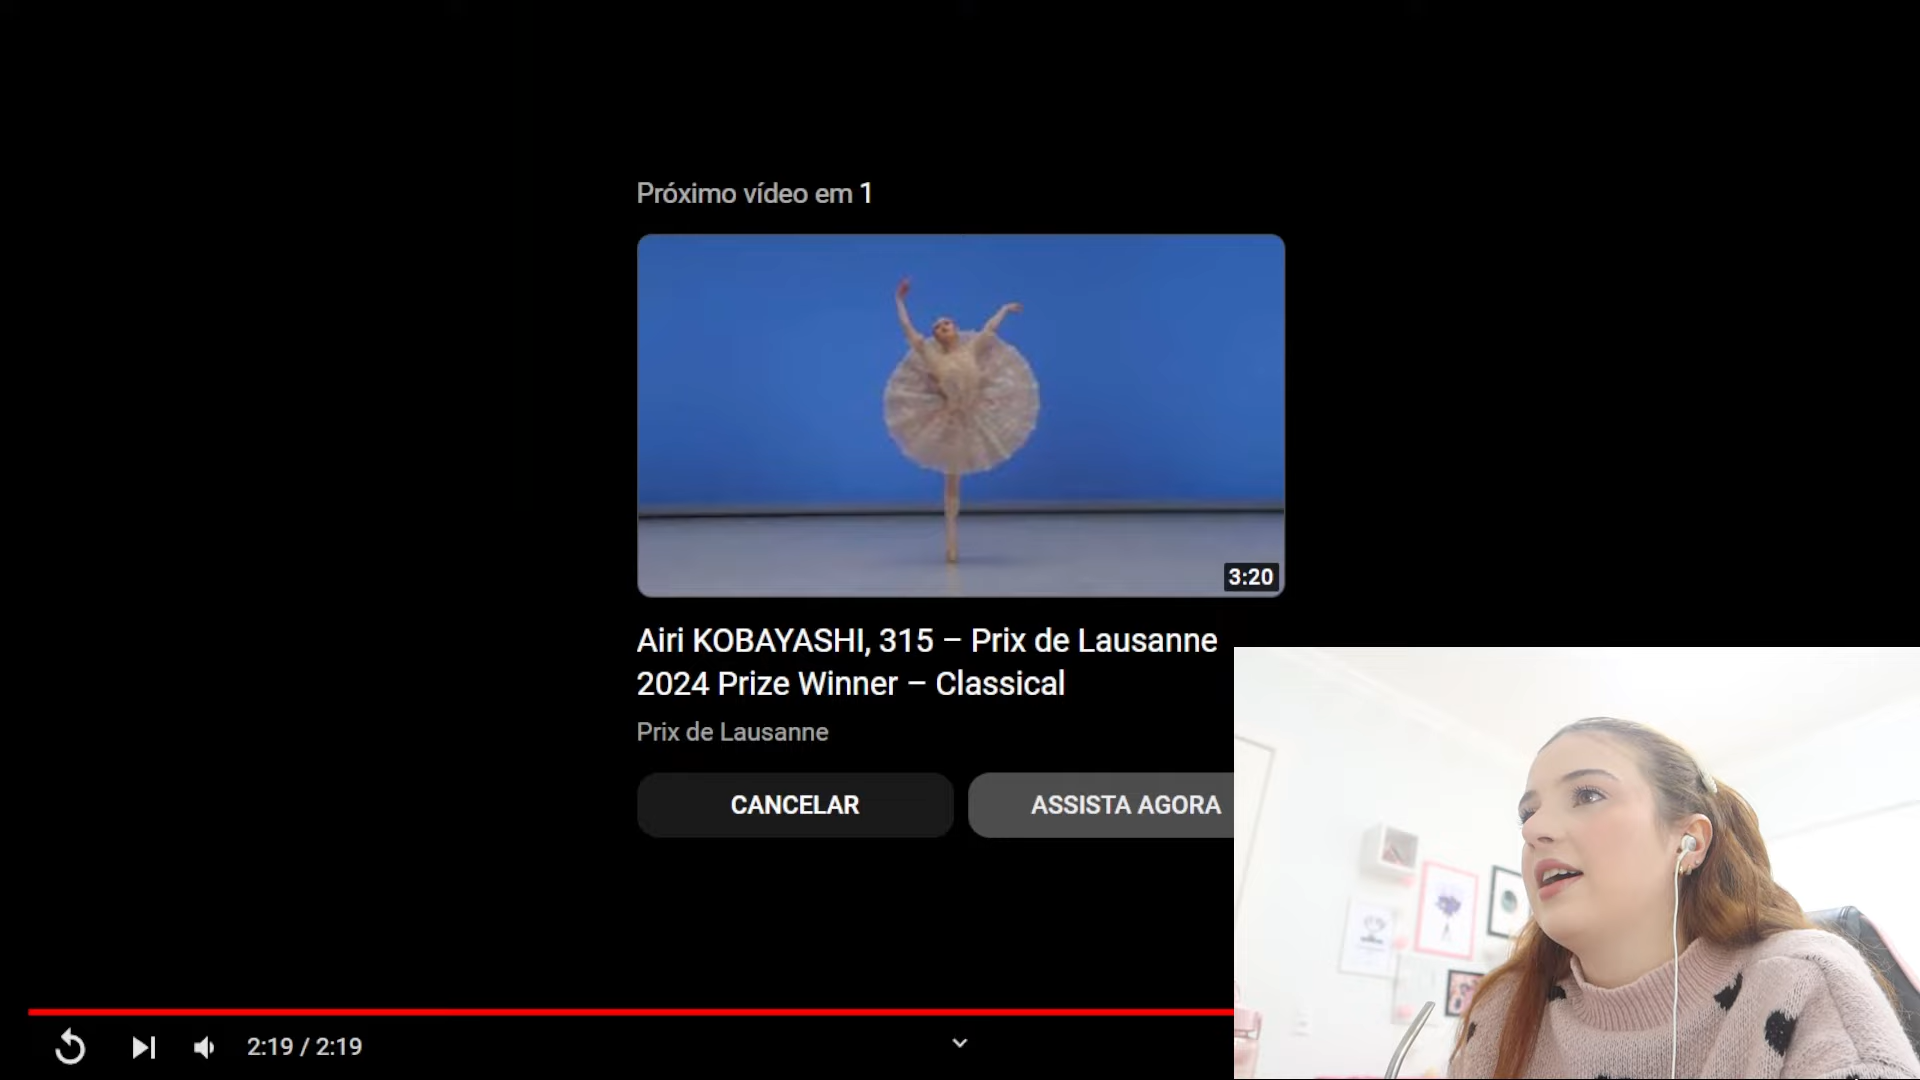 Próximo vídeo em 1
3:20
Airi KOBAYASHI, 315 – Prix de Lausanne
2024 Prize Winner – Classical
Prix de Lausanne
CANCELAR
ASSISTA AGORA
2:19 / 2:19